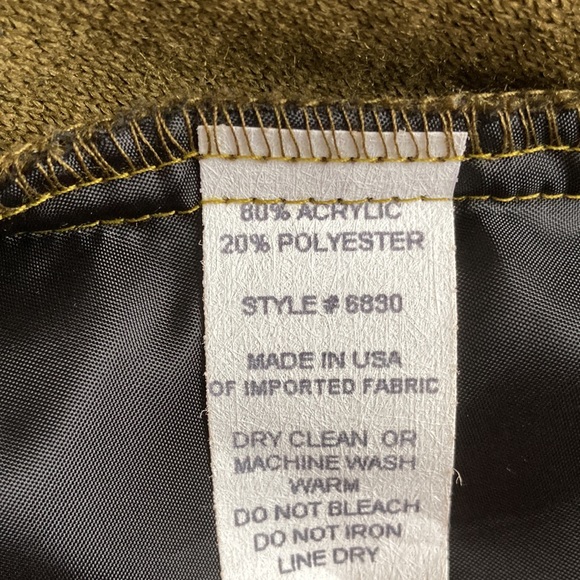 80% ACRYLIC
20% POLYESTER
STYLE # 6830
MADE IN USA
OF IMPORTED FABRIC
DRY CLEAN OR
MACHINE WASH
WARM
DO NOT BLEACH
DO NOT IRON
LINE DRY